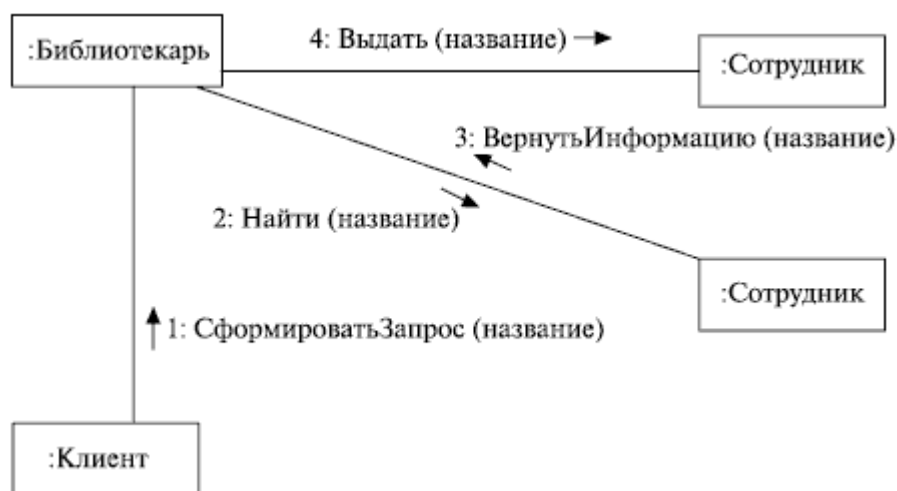 :Библиотекарь
4: Выдать (название)
:Сотрудник
3: ВернутьИнформацию (название)
2: Найти (название)
:Сотрудник
1: СформироватьЗапрос (название)
:Клиент